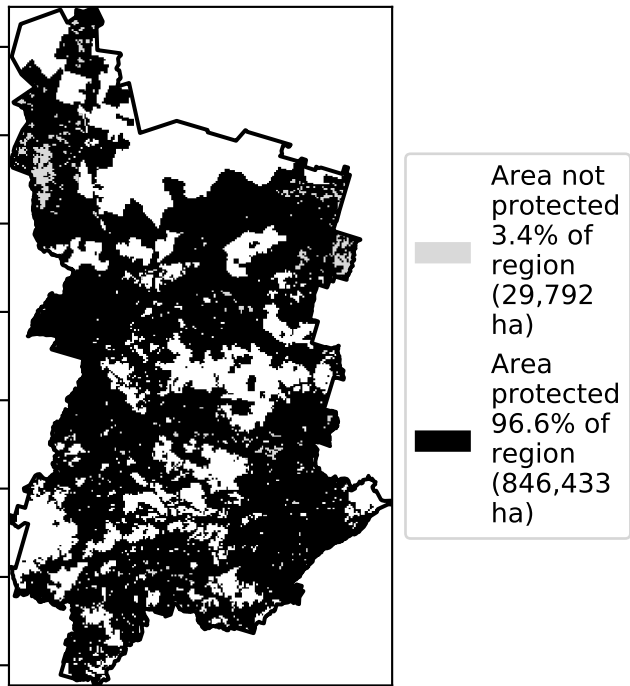 Area not
protected
3.4% of
region
(29,792
ha)
Area
protected
96.6% of
region
(846,433
ha)